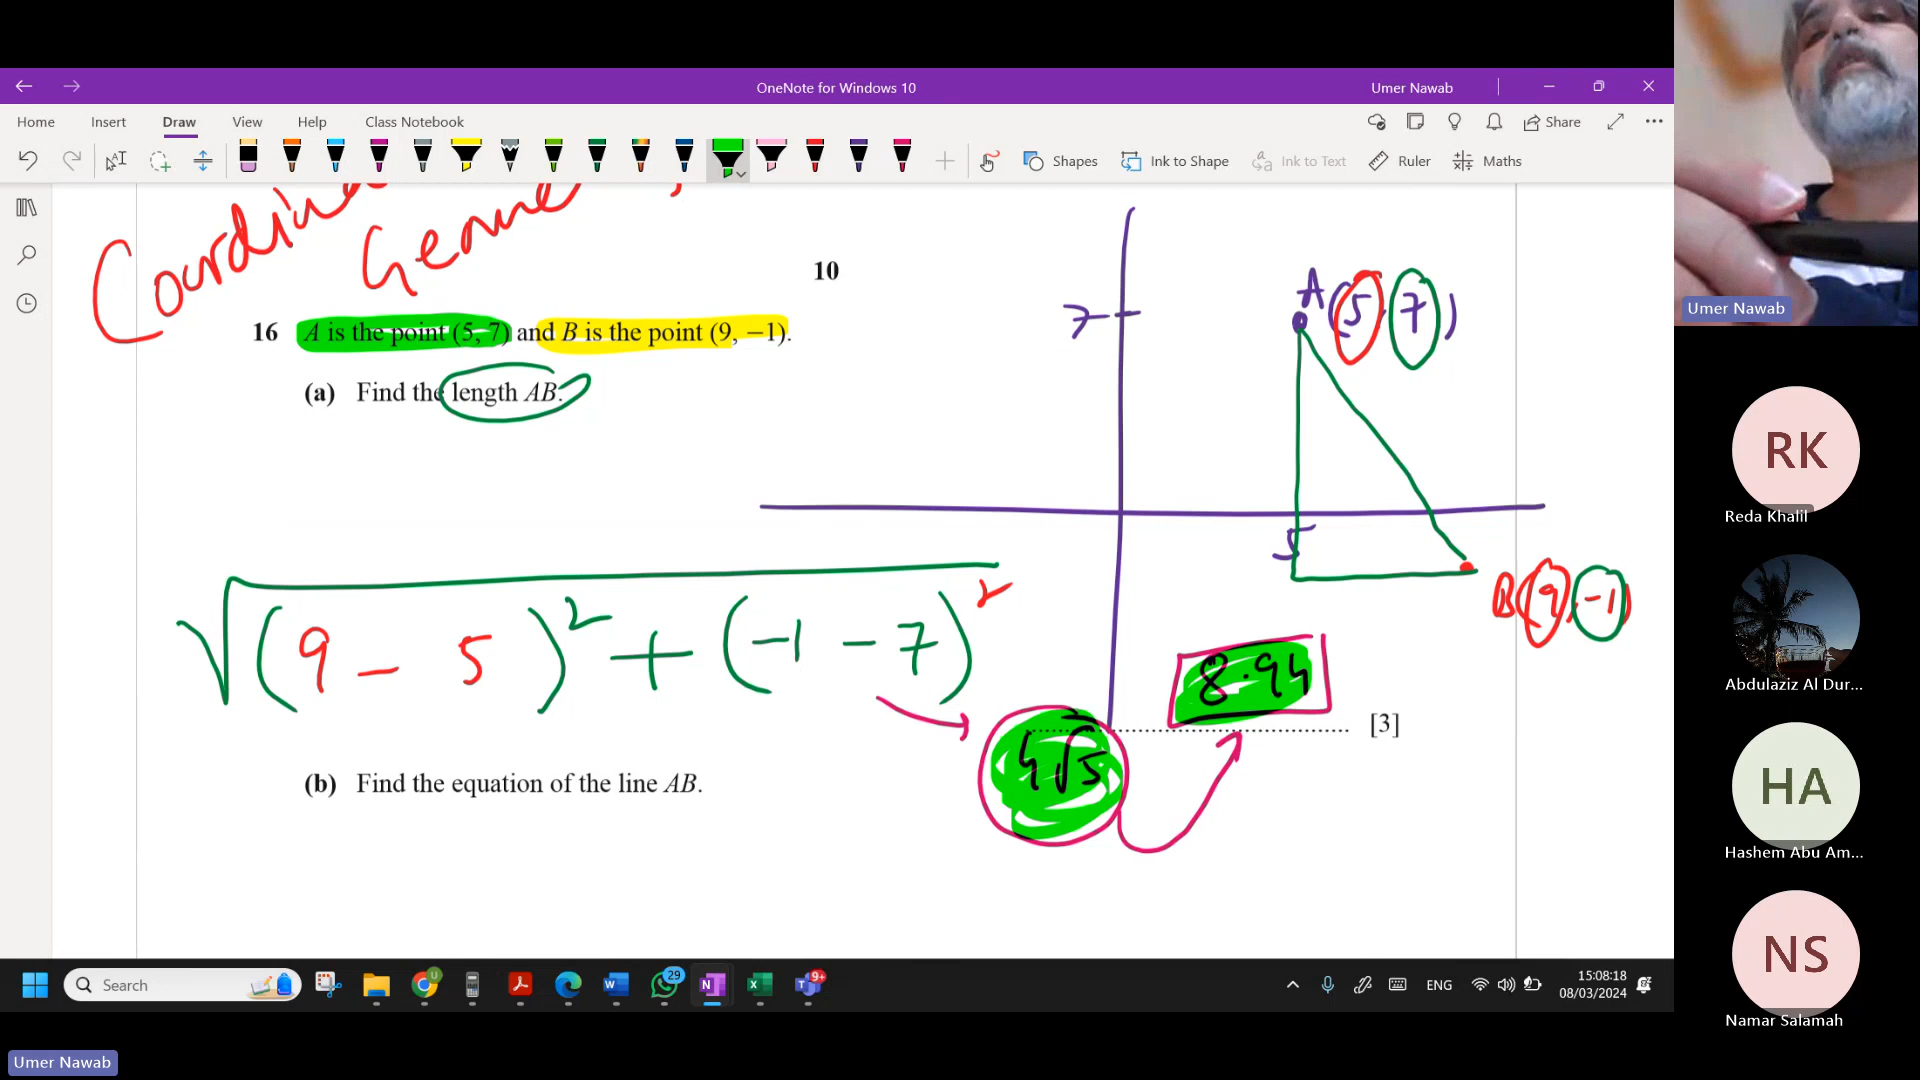 OneNote for Windows 10
Umer Nawab
Home Insert Draw View Help Class Notebook
Share
Shapes Ink to Shape Ink to Text Ruler Maths
10
16 A is the point (5, 7) and B is the point (9, −1).
(a) Find the length AB.
A (5, 7)
7
5
B(9, -1)
√(9 - 5)² + (-1 - 7)²
8.94
[3]
4√5
(b) Find the equation of the line AB.
Umer Nawab
RK
Reda Khalil
Abdulaziz Al Dur...
HA
Hashem Abu Am...
NS
Namar Salamah
Search
29
9+
ENG
15:08:18
08/03/2024
Umer Nawab